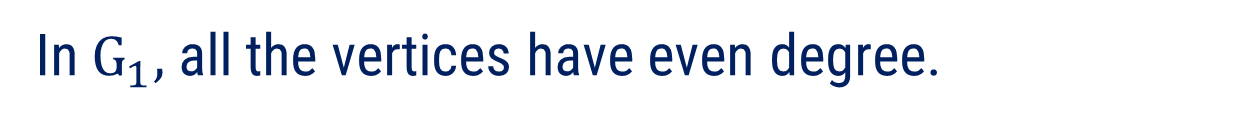 In G₁, all the vertices have even degree.